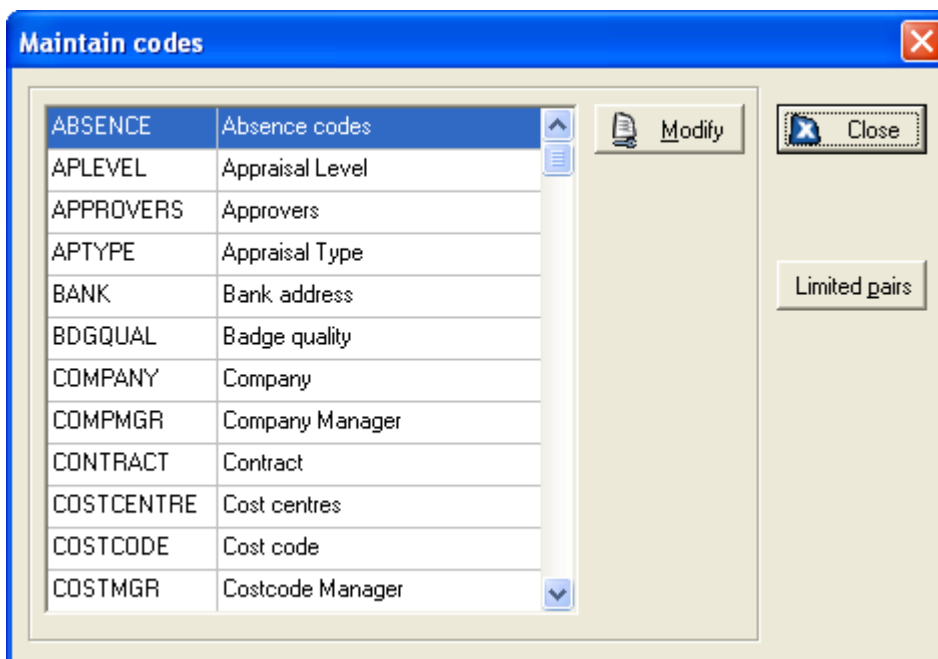 Maintain codes
ABSENCE Absence codes
Modify
Close
APLEVEL Appraisal Level
APPROVERS Approvers
APTYPE Appraisal Type
BANK Bank address
Limited pairs
BDGQUAL Badge quality
COMPANY Company
COMPMGR Company Manager
CONTRACT Contract
COSTCENTRE Cost centres
COSTCODE Cost code
COSTMGR Costcode Manager